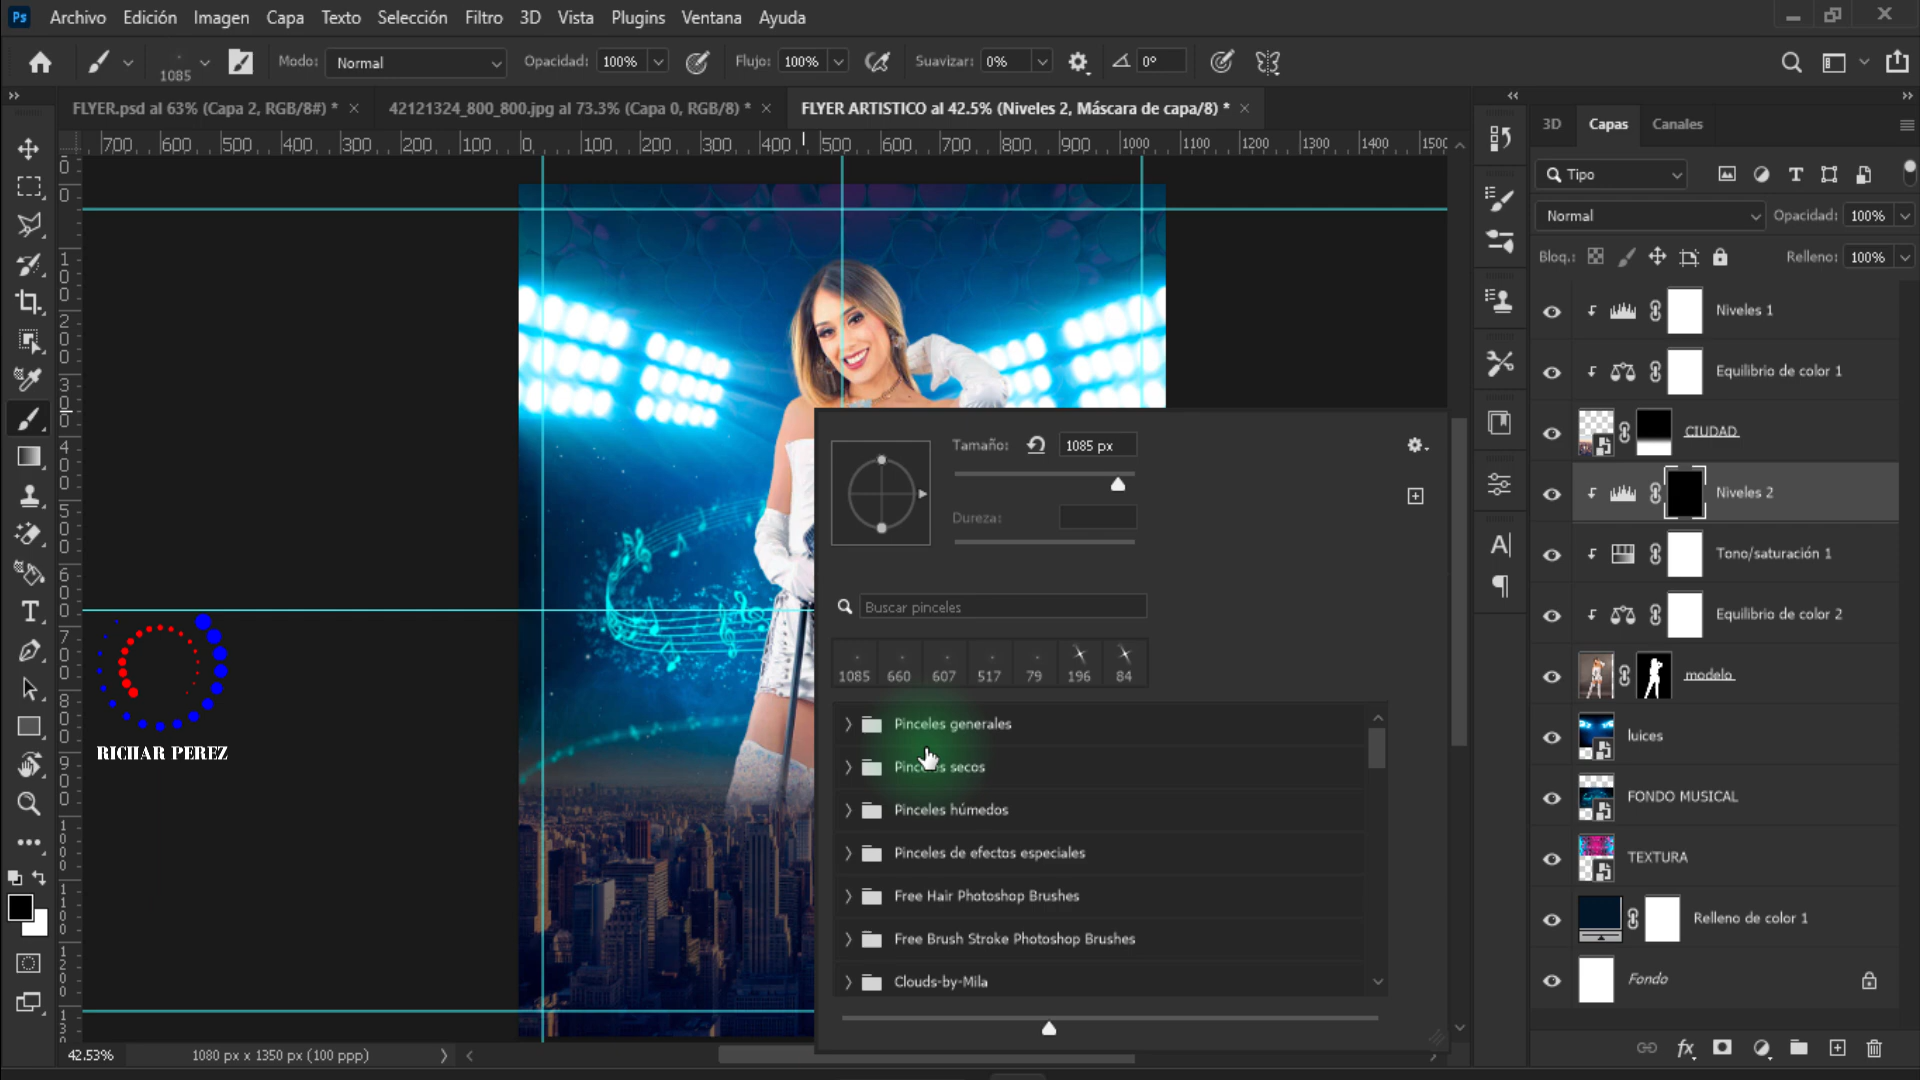 Ps Archivo Edición Imagen Capa Texto Selección Filtro 3D Vista Plugins Ventana Ayuda
1085 Modo: Normal Opacidad: 100% Flujo: 100% Suavizar: 0% 0°
FLYER.psd al 63% (Capa 2, RGB/8#) * × 42121324_800_800.jpg al 73.3% (Capa 0, RGB/8) * × FLYER ARTISTICO al 42.5% (Niveles 2, Máscara de capa/8) * ×
700 600 500 400 300 200 100 0 100 200 300 400 500 600 700 800 900 1000 1100 1200 1300 1400 1500
3D Capas Canales
Tipo
Normal Opacidad: 100%
Bloq.: Relleno: 100%
Niveles 1
Equilibrio de color 1
CIUDAD
Niveles 2
Tono/saturación 1
Equilibrio de color 2
modelo
luices
FONDO MUSICAL
TEXTURA
Relleno de color 1
Fondo
Tamaño: 1085 px
Dureza:
Buscar pinceles
1085 660 607 517 79 196 84
Pinceles generales
Pinceles secos
Pinceles húmedos
Pinceles de efectos especiales
Free Hair Photoshop Brushes
Free Brush Stroke Photoshop Brushes
Clouds-by-Mila
RICHAR PEREZ
42.53% 1080 px x 1350 px (100 ppp)